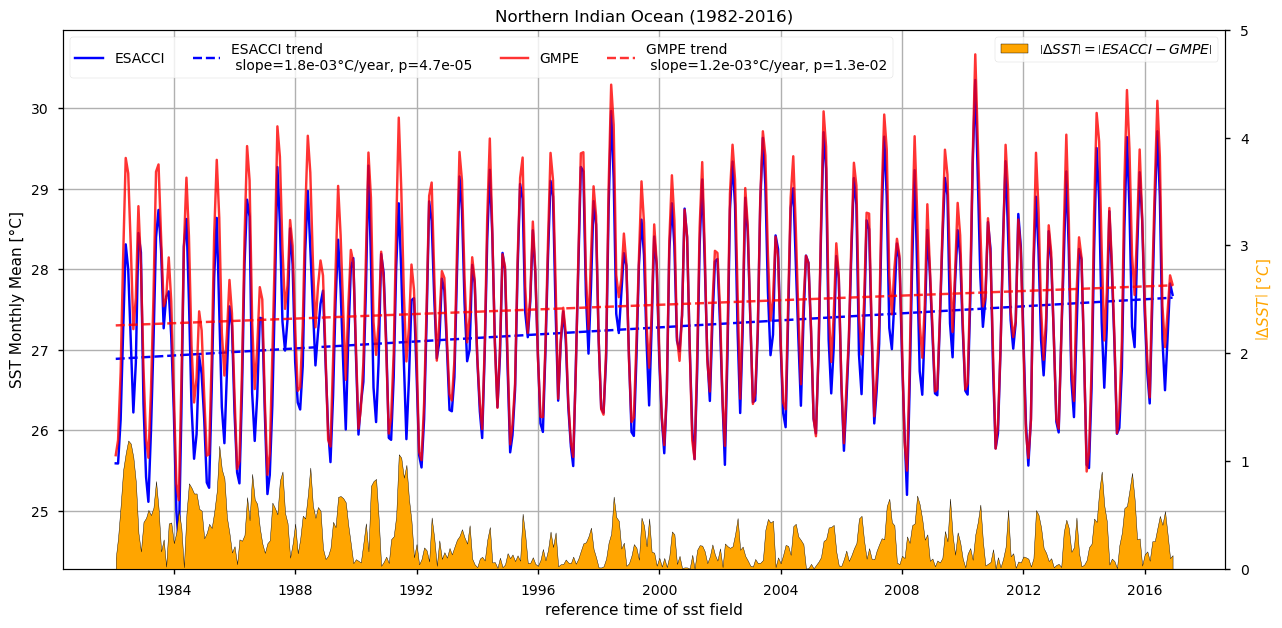 Northern Indian Ocean (1982-2016)
ESACCI
ESACCI trend
slope=1.8e-03°C/year, p=4.7e-05
GMPE
GMPE trend
slope=1.2e-03°C/year, p=1.3e-02
|ΔSST| = |ESACCI − GMPE|
SST Monthly Mean [°C]
30
29
28
27
26
25
5
4
3
2
1
0
|ΔSST| [°C]
1984
1988
1992
1996
2000
2004
2008
2012
2016
reference time of sst field